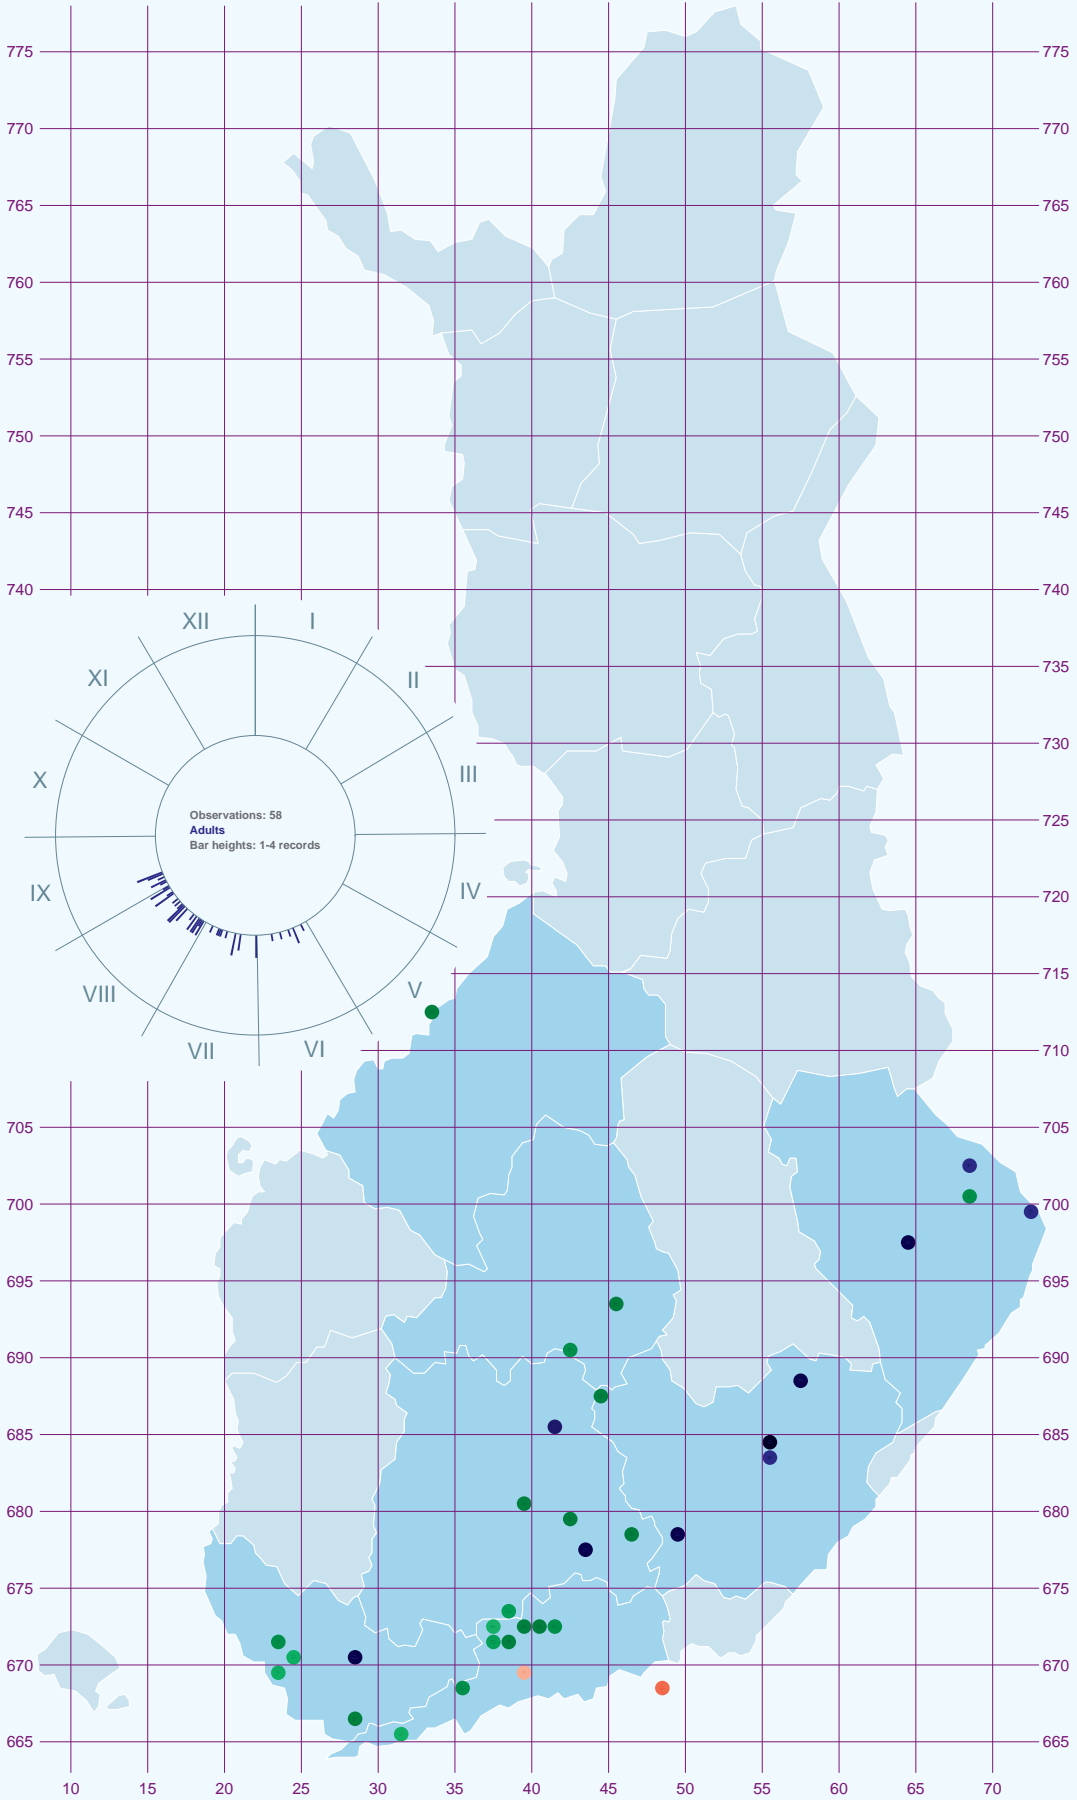 775 775
770 770
765 765
760 760
755 755
750 750
745 745
740 740
XII I
735 735
XI II
730 730
X III
725 725
Observations: 58
Adults
Bar heights: 1-4 records
IX IV
720 720
715 715
VIII V
VII VI
710 710
705 705
700 700
695 695
690 690
685 685
680 680
675 675
670 670
665 665
10 15 20 25 30 35 40 45 50 55 60 65 70